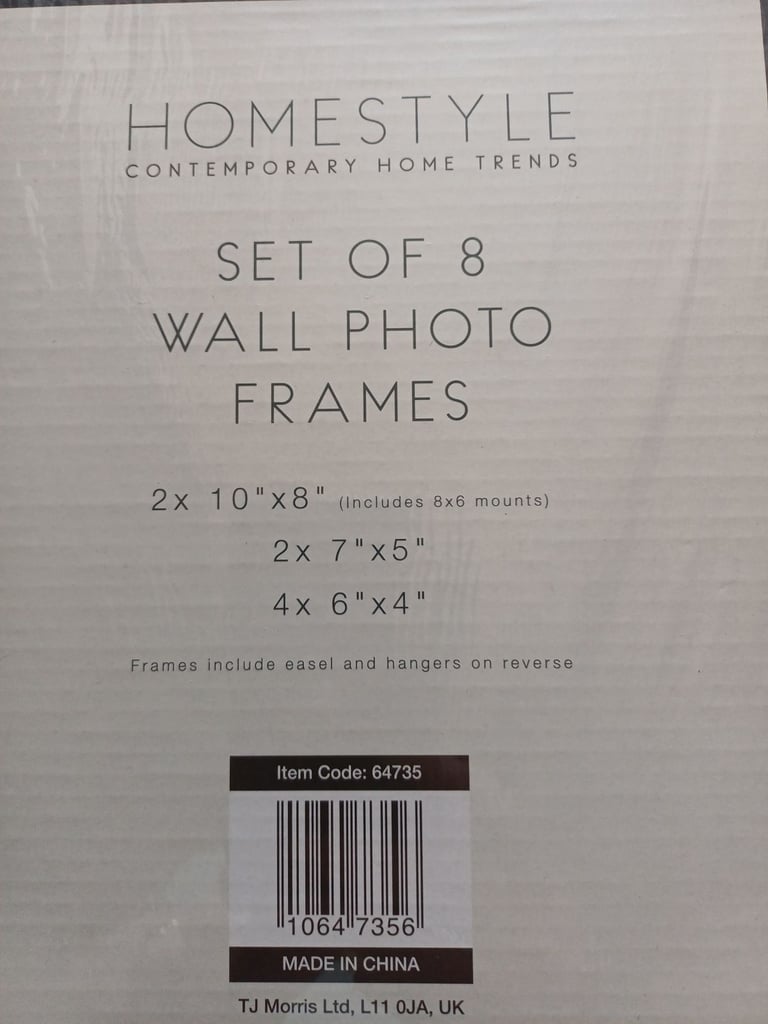 HOMESTYLE
CONTEMPORARY HOME TRENDS
SET OF 8
WALL PHOTO
FRAMES
2x 10"x8" (Includes 8x6 mounts)
2x 7"x5"
4x 6"x4"
Frames include easel and hangers on reverse
Item Code: 64735
1064 7356
MADE IN CHINA
TJ Morris Ltd, L11 0JA, UK